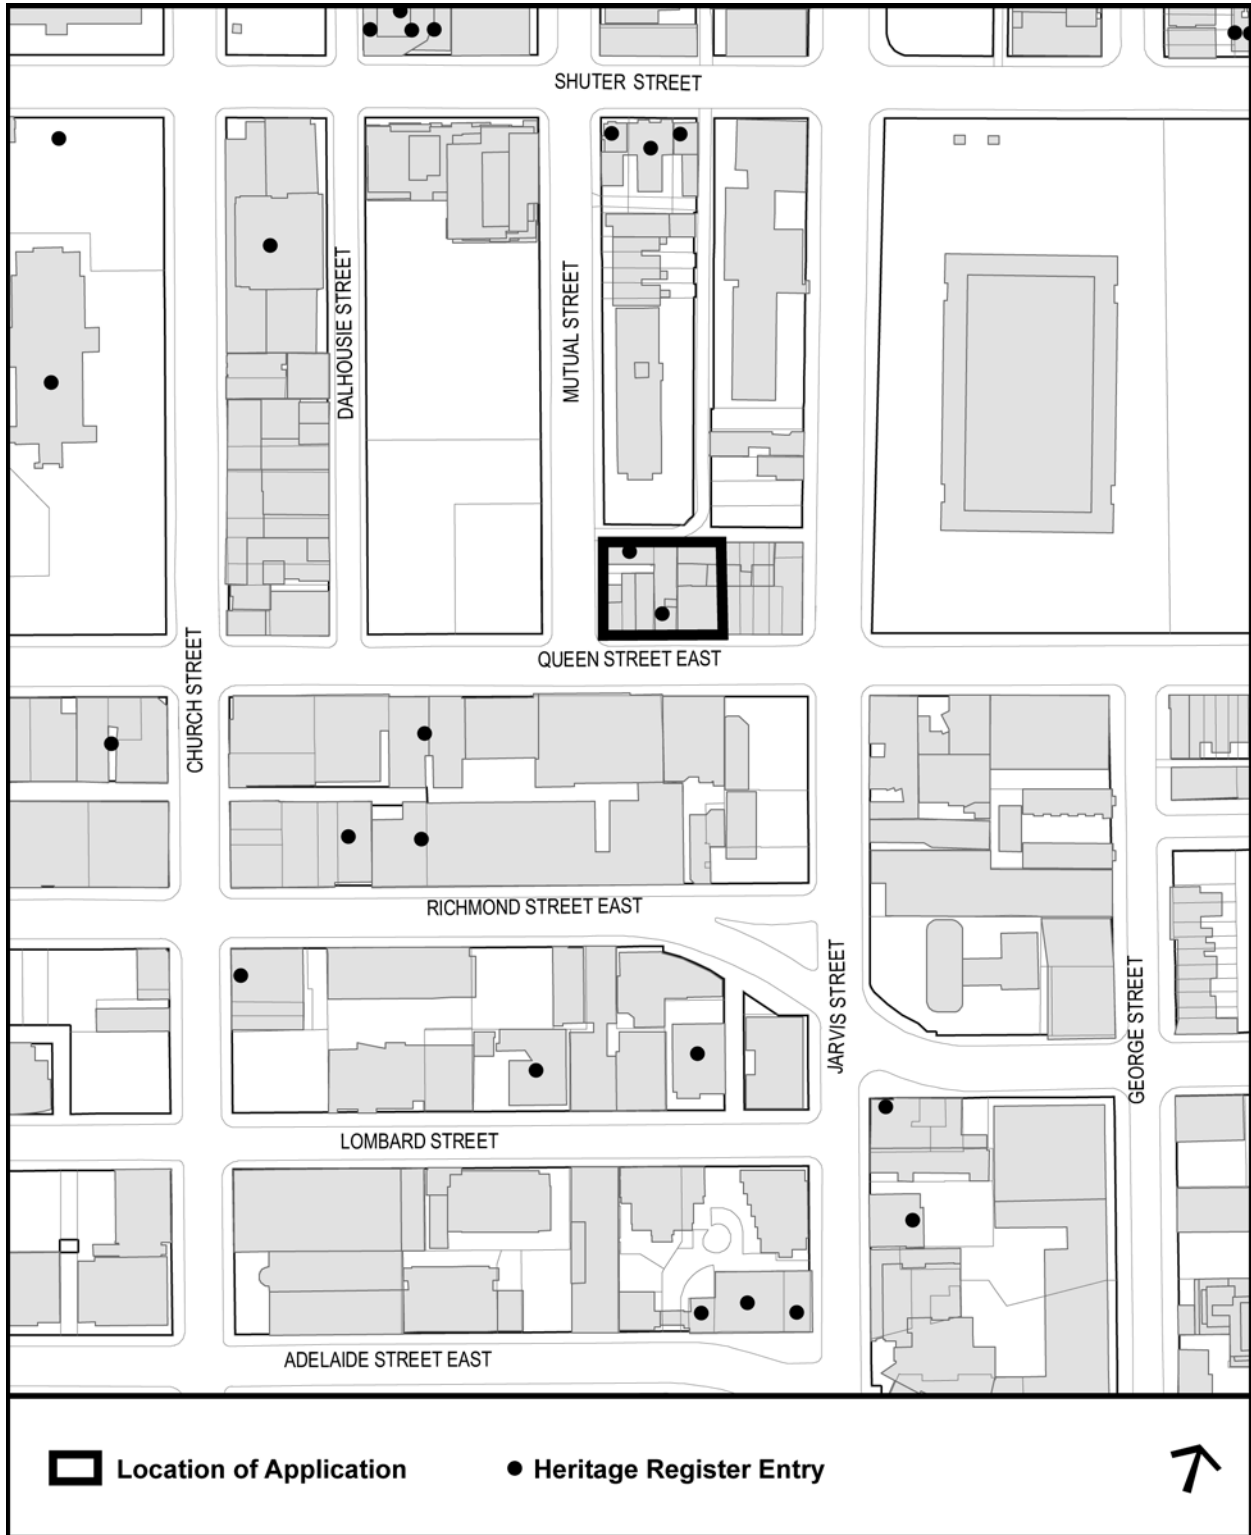 SHUTER STREET
DALHOUSIE STREET
MUTUAL STREET
QUEEN STREET EAST
CHURCH STREET
RICHMOND STREET EAST
JARVIS STREET
GEORGE STREET
LOMBARD STREET
ADELAIDE STREET EAST
Location of Application
Heritage Register Entry